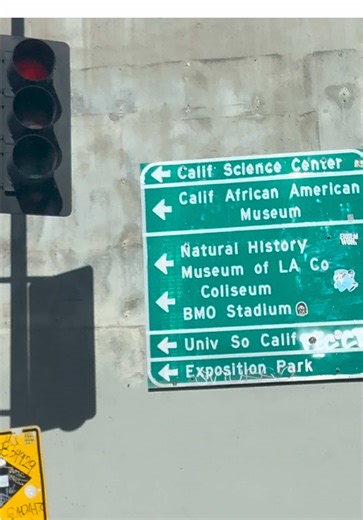 Calif Science Center
Calif African American
Museum
Natural History
Museum of LA Co
Coliseum
BMO Stadium
Univ So Calif
Exposition Park